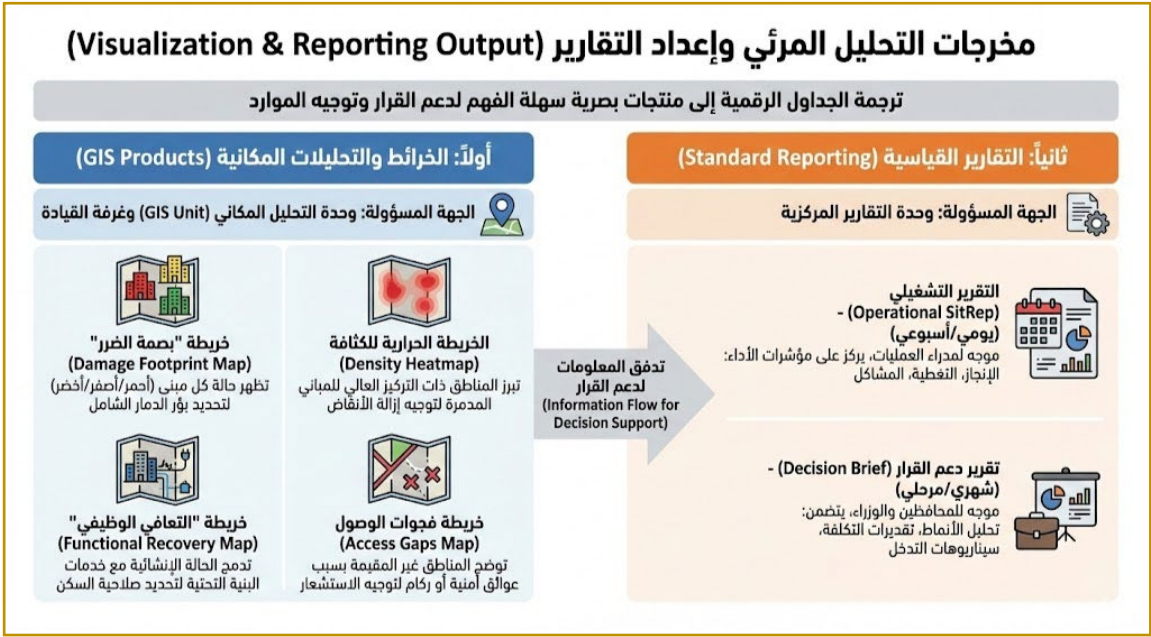 مخرجات التحليل المرئي وإعداد التقارير (Visualization & Reporting Output)
ترجمة الجداول الرقمية إلى منتجات بصرية سهلة الفهم لدعم القرار وتوجيه الموارد
أولاً: الخرائط والتحليلات المكانية (GIS Products)
الجهة المسؤولة: وحدة التحليل المكاني (GIS Unit) وغرفة القيادة
الخريطة الحرارية للكثافة
(Density Heatmap)
تبرز المناطق ذات التركيز العالي للمباني
المدمرة لتوجيه إزالة الأنقاض
خريطة "بصمة الضرر"
(Damage Footprint Map)
تظهر حالة كل مبنى (أحمر/أصفر/أخضر)
لتحديد بؤر الدمار الشامل
خريطة فجوات الوصول
(Access Gaps Map)
توضح المناطق غير المقيمة بسبب
عوائق أمنية أو ركام لتوجيه الاستشعار
خريطة "التعافي الوظيفي"
(Functional Recovery Map)
تدمج الحالة الإنشائية مع خدمات
البنية التحتية لتحديد صلاحية السكن
تدفق المعلومات
لدعم القرار
(Information Flow for
Decision Support)
ثانياً: التقارير القياسية (Standard Reporting)
الجهة المسؤولة: وحدة التقارير المركزية
التقرير التشغيلي
(Operational SitRep) -
(يومي/أسبوعي)
موجه لمدراء العمليات، يركز على مؤشرات الأداء:
الإنجاز، التغطية، المشاكل
تقرير دعم القرار (Decision Brief) -
(شهري/مرحلي)
موجه للمحافظين والوزراء، يتضمن:
تحليل الأنماط، تقديرات التكلفة،
سيناريوهات التدخل